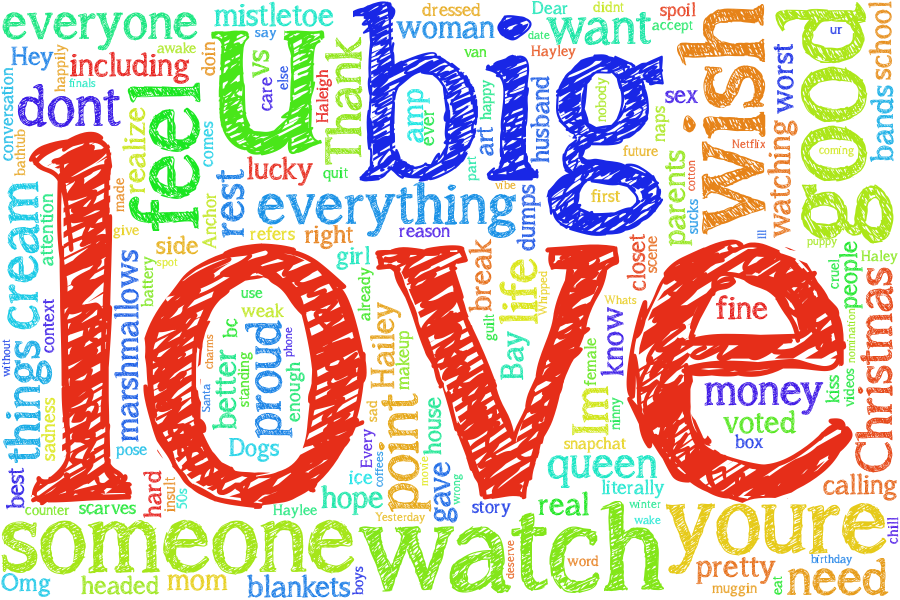 everyone
mistletoe
say
dressed
woman
Dear
didnt
want
date
spoil
accept
ur
Hey
happily
awake
finals
including
doin
u
vs
care
else
Haleigh
Thank
big
van
Hayley
school
good
wish
worst
bands
conversation
bathtub
dont
realize
feel
comes
lucky
quit
amp
ever
part
art
happy
husband
nobody
sex
naps
future
first
parents
sucks
cotton
Netflix
watching
coming
puppy
rest
everything
vibe
dumps
reason
refers
right
Anchor
side
made
give
attention
cream
things
context
without
sadness
marshmallows
battery
spot
love
girl
already
break
life
Whipped
guilt
closet
scene
Ill
Haley
people
cruel
nomination
videos
kiss
Christmas
use
weak
bc
better
standing
charms
Santa
proud
phone
enough
Dogs
Hailey
makeup
Bay
Whats
know
female
Im
ninny
fine
money
voted
box
pose
sad
Every
coffees
ice
point
movie
house
gave
wrong
snapchat
queen
literally
winter
wake
calling
best
counter
scarves
hard
insult
50s
Haylee
hope
Yesterday
story
real
youre
chill
someone
watch
deserve
word
Omg
headed
mom
blankets
boys
pretty
muggin
birthday
eat
need